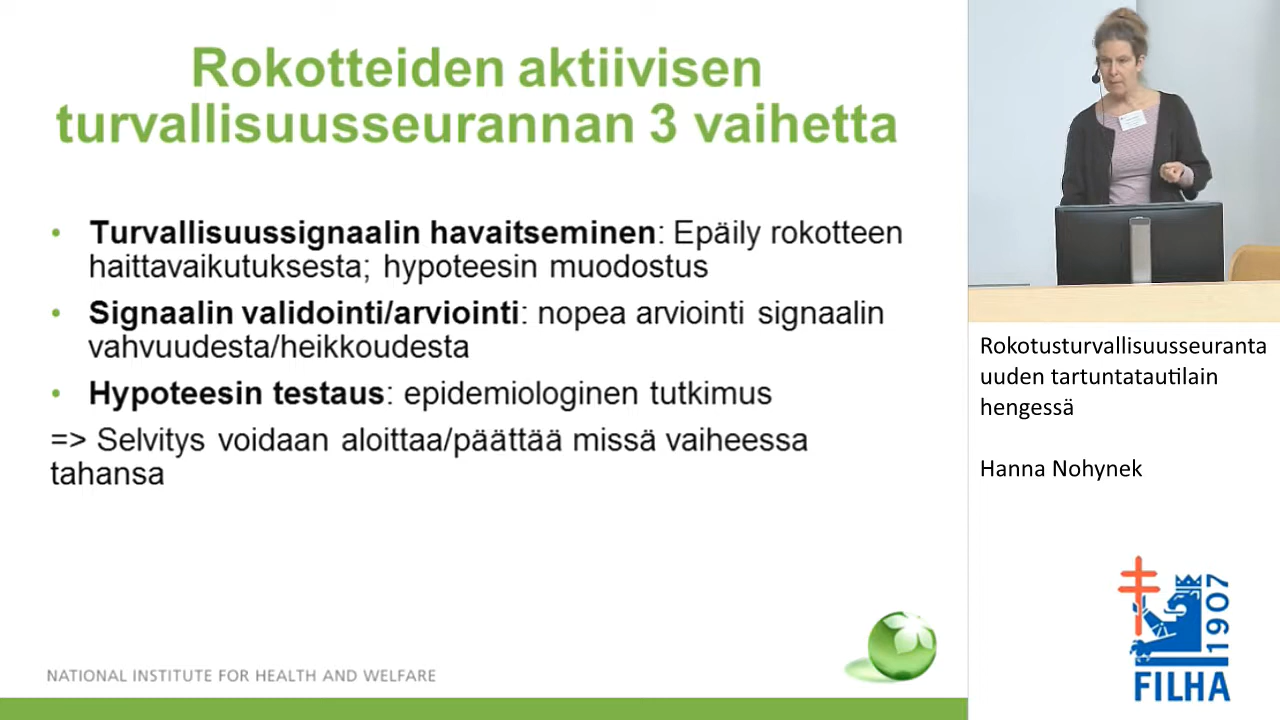 Rokotteiden aktiivisen
turvallisuusseurannan 3 vaihetta
• Turvallisuussignaalin havaitseminen: Epäily rokotteen
haittavaikutuksesta; hypoteesin muodostus
• Signaalin validointi/arviointi: nopea arviointi signaalin
vahvuudesta/heikkoudesta
• Hypoteesin testaus: epidemiologinen tutkimus
=> Selvitys voidaan aloittaa/päättää missä vaiheessa
tahansa
NATIONAL INSTITUTE FOR HEALTH AND WELFARE
Rokotusturvallisuusseuranta
uuden tartuntatautilain
hengessä
Hanna Nohynek
1907
FILHA